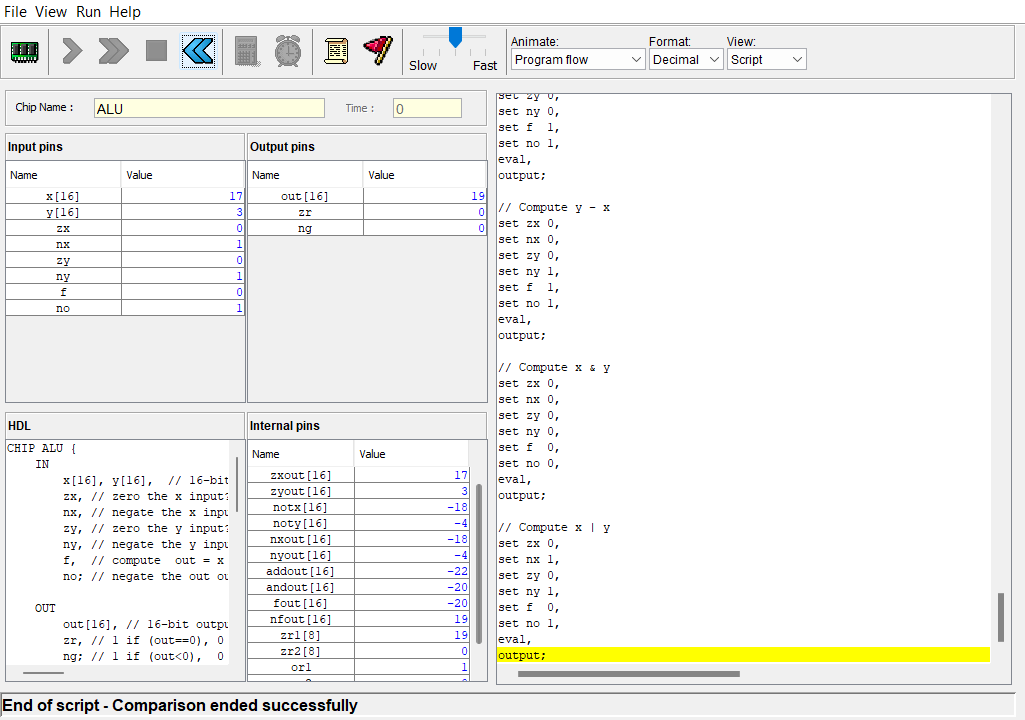 File View Run Help
Slow Fast
Animate: Format: View:
Program flow Decimal Script
Chip Name : ALU Time : 0
Input pins
Name Value
x[16] 17
y[16] 3
zx 0
nx 1
zy 0
ny 1
f 0
no 1
Output pins
Name Value
out[16] 19
zr 0
ng 0
HDL
CHIP ALU {
IN
x[16], y[16],  // 16-bit
zx, // zero the x input?
nx, // negate the x inpu
zy, // zero the y input?
ny, // negate the y inpu
f,  // compute  out = x
no; // negate the out ou
OUT
out[16], // 16-bit outpu
zr, // 1 if (out==0), 0
ng; // 1 if (out<0),  0
Internal pins
Name Value
zxout[16] 17
zyout[16] 3
notx[16] -18
noty[16] -4
nxout[16] -18
nyout[16] -4
addout[16] -22
andout[16] -20
fout[16] -20
nfout[16] 19
zr1[8] 19
zr2[8] 0
or1 1
set zy 0,
set ny 0,
set f  1,
set no 1,
eval,
output;
// Compute y - x
set zx 0,
set nx 0,
set zy 0,
set ny 1,
set f  1,
set no 1,
eval,
output;
// Compute x & y
set zx 0,
set nx 0,
set zy 0,
set ny 0,
set f  0,
set no 0,
eval,
output;
// Compute x | y
set zx 0,
set nx 1,
set zy 0,
set ny 1,
set f  0,
set no 1,
eval,
output;
End of script - Comparison ended successfully